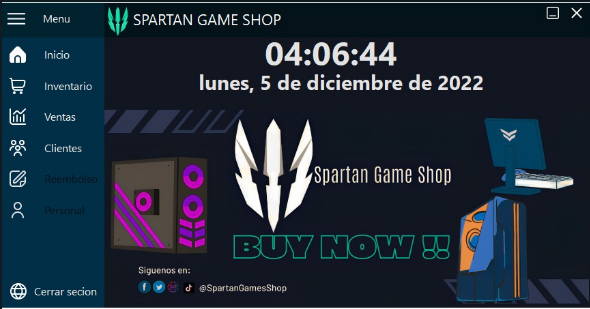 Menu
SPARTAN GAME SHOP
Inicio
Inventario
Ventas
Clientes
Reembolso
Personal
Cerrar secion
04:06:44
lunes, 5 de diciembre de 2022
Spartan Game Shop
BUY NOW !!
Siguenos en:
@SpartanGamesShop